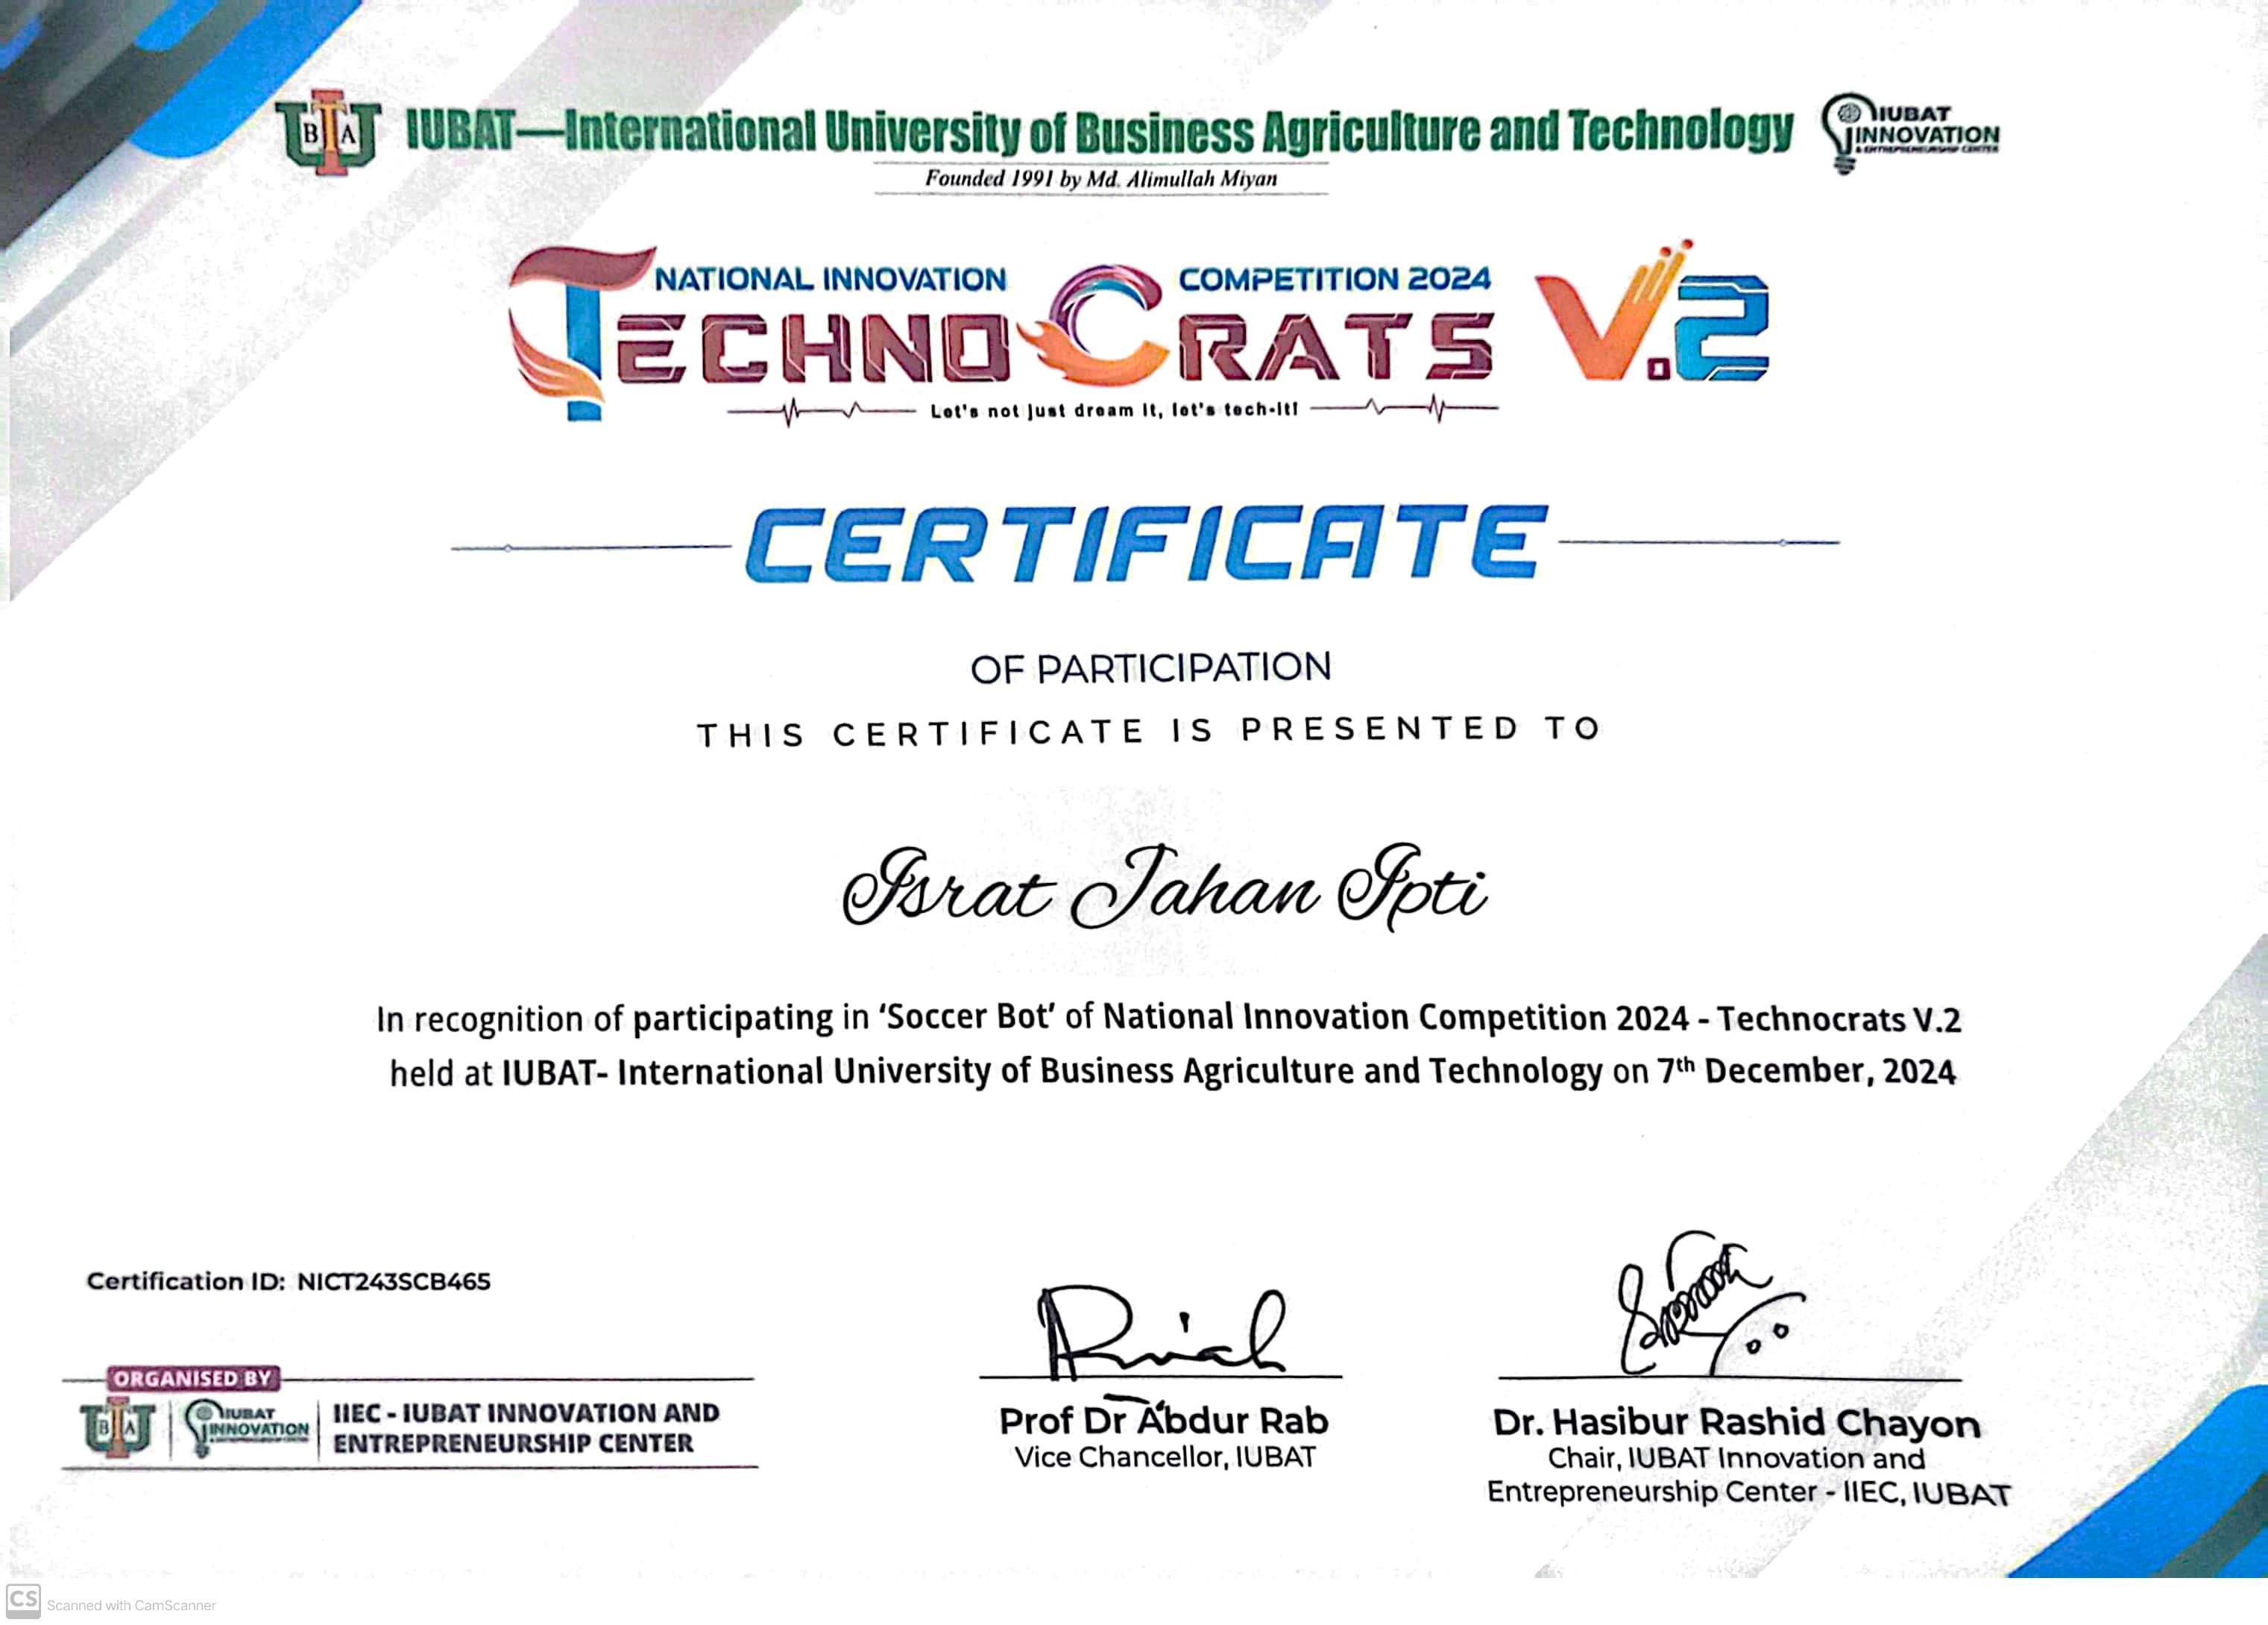 IUBAT—International University of Business Agriculture and Technology
IUBAT
INNOVATION
& ENTREPRENEURSHIP CENTER
Founded 1991 by Md. Alimullah Miyan
NATIONAL INNOVATION COMPETITION 2024
TECHNOCRATS V.2
Let's not just dream it, let's tech-it!
CERTIFICATE
OF PARTICIPATION
THIS CERTIFICATE IS PRESENTED TO
Israt Jahan Ipti
In recognition of participating in ‘Soccer Bot’ of National Innovation Competition 2024 - Technocrats V.2
held at IUBAT- International University of Business Agriculture and Technology on 7th December, 2024
Certification ID: NICT243SCB465
ORGANISED BY
IUBAT
INNOVATION
IIEC - IUBAT INNOVATION AND
ENTREPRENEURSHIP CENTER
Prof Dr Abdur Rab
Vice Chancellor, IUBAT
Dr. Hasibur Rashid Chayon
Chair, IUBAT Innovation and
Entrepreneurship Center - IIEC, IUBAT
CS Scanned with CamScanner